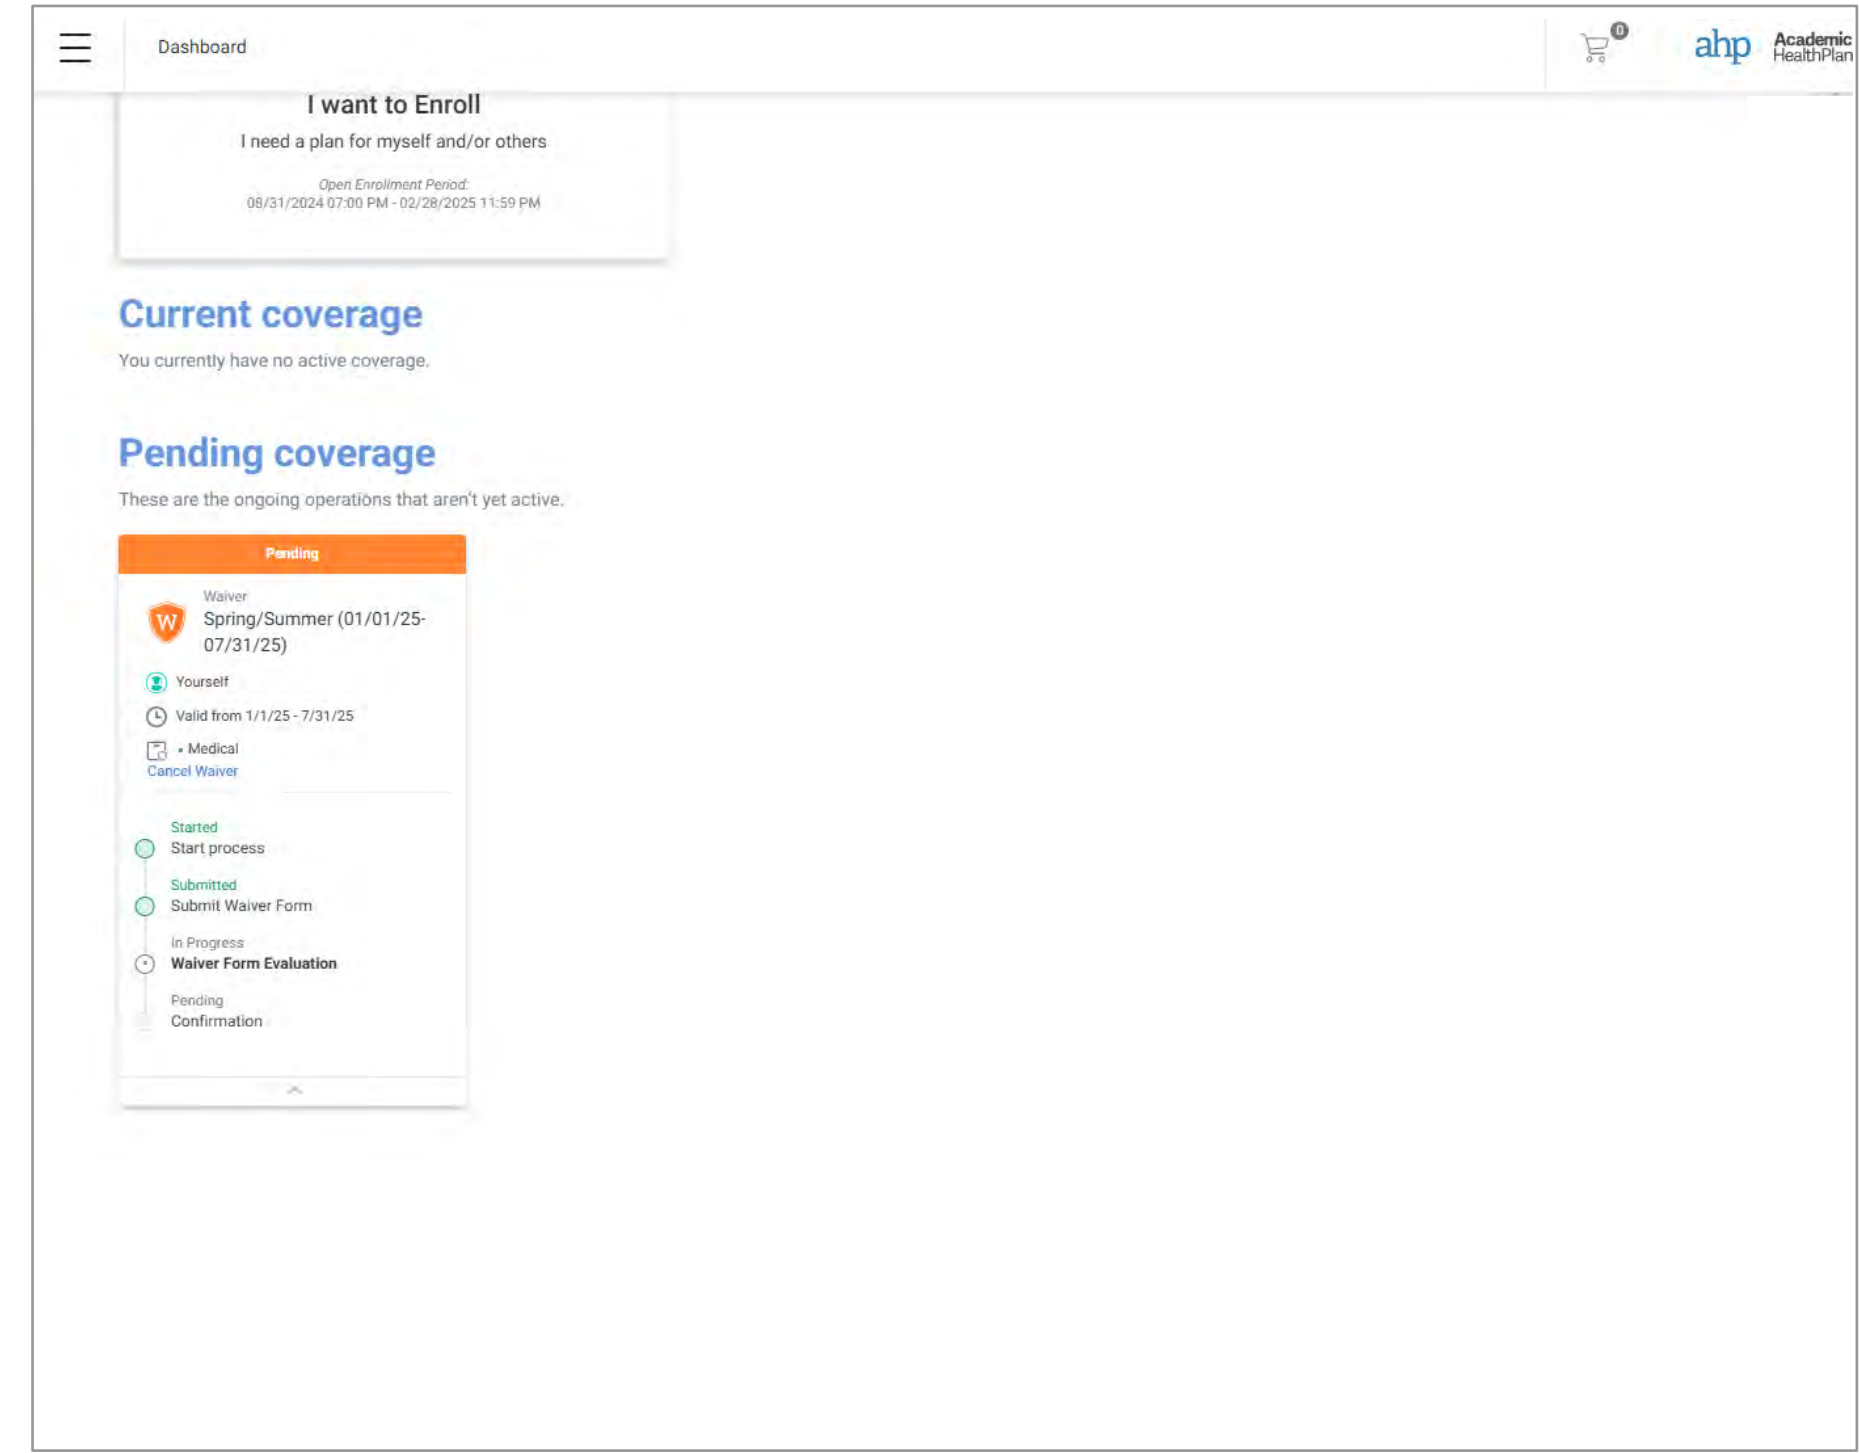 Dashboard
0
ahp Academic
HealthPlan
I want to Enroll
I need a plan for myself and/or others
Open Enrollment Period:
08/31/2024 07:00 PM - 02/28/2025 11:59 PM
Current coverage
You currently have no active coverage.
Pending coverage
These are the ongoing operations that aren't yet active.
Pending
Waiver
W
Spring/Summer (01/01/25-
07/31/25)
Yourself
Valid from 1/1/25 - 7/31/25
• Medical
Cancel Waiver
Started
Start process
Submitted
Submit Waiver Form
In Progress
Waiver Form Evaluation
Pending
Confirmation